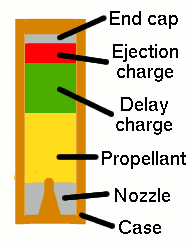 End cap
Ejection
charge
Delay
charge
Propellant
Nozzle
Case